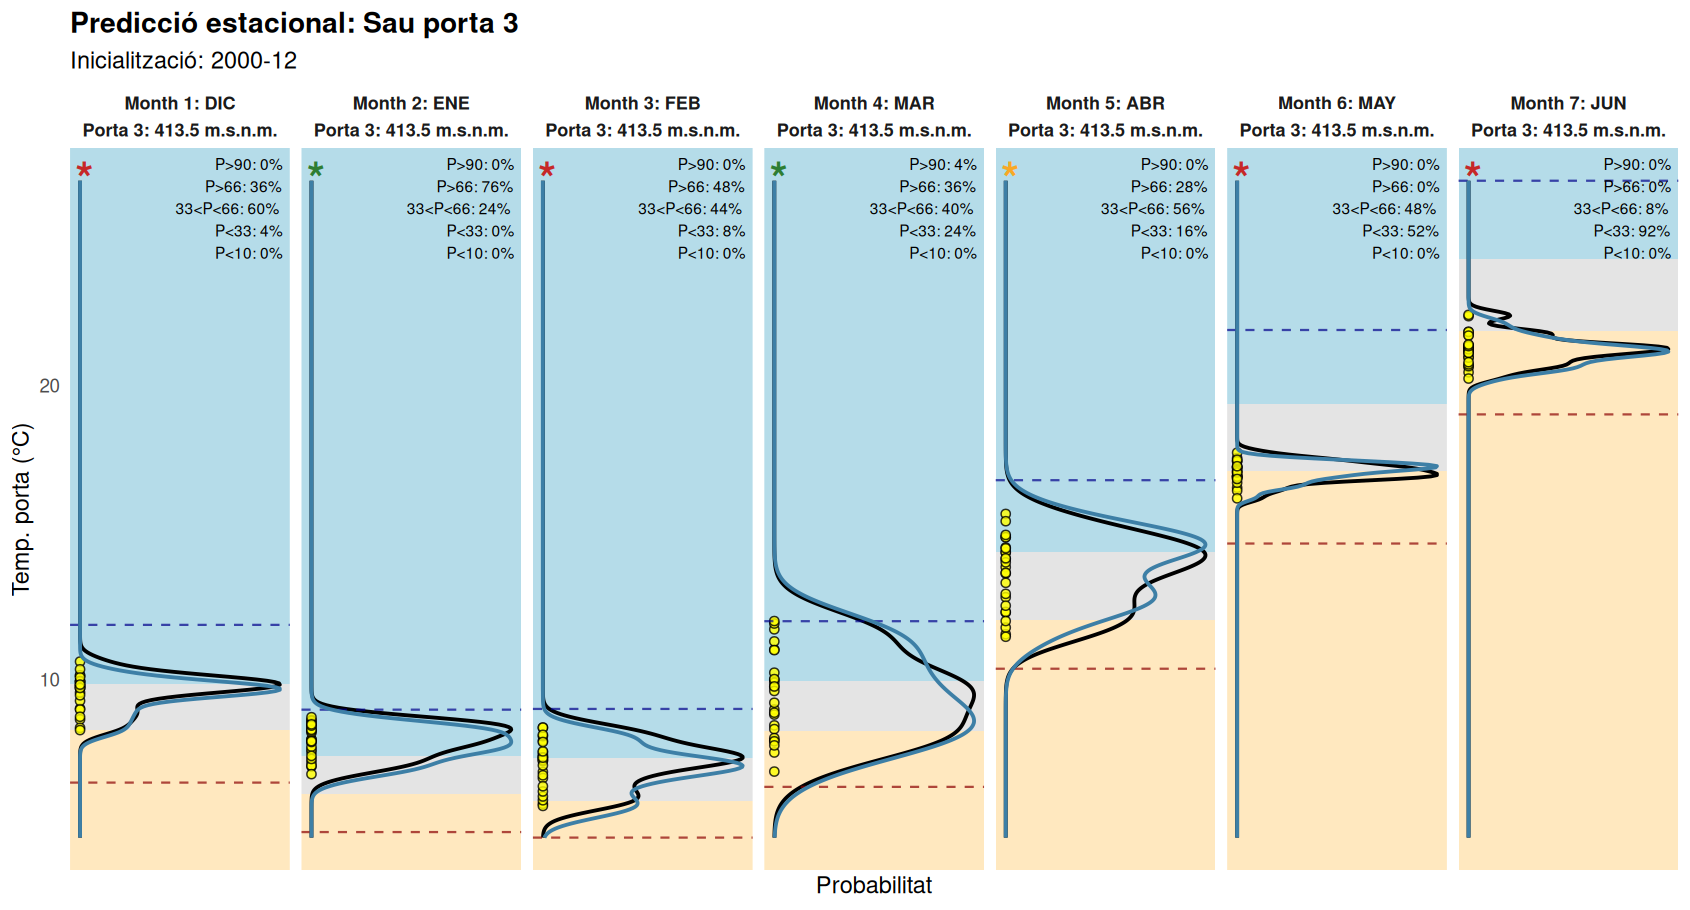 Predicció estacional: Sau porta 3
Inicialització: 2000-12
Month 1: DIC
Porta 3: 413.5 m.s.n.m.
Month 2: ENE
Porta 3: 413.5 m.s.n.m.
Month 3: FEB
Porta 3: 413.5 m.s.n.m.
Month 4: MAR
Porta 3: 413.5 m.s.n.m.
Month 5: ABR
Porta 3: 413.5 m.s.n.m.
Month 6: MAY
Porta 3: 413.5 m.s.n.m.
Month 7: JUN
Porta 3: 413.5 m.s.n.m.
*
P>90: 0%
P>66: 36%
33<P<66: 60%
P<33: 4%
P<10: 0%
*
P>90: 0%
P>66: 76%
33<P<66: 24%
P<33: 0%
P<10: 0%
*
P>90: 0%
P>66: 48%
33<P<66: 44%
P<33: 8%
P<10: 0%
*
P>90: 4%
P>66: 36%
33<P<66: 40%
P<33: 24%
P<10: 0%
*
P>90: 0%
P>66: 28%
33<P<66: 56%
P<33: 16%
P<10: 0%
*
P>90: 0%
P>66: 0%
33<P<66: 48%
P<33: 52%
P<10: 0%
*
P>90: 0%
P>66: 0%
33<P<66: 8%
P<33: 92%
P<10: 0%
Temp. porta (°C)
20
10
Probabilitat